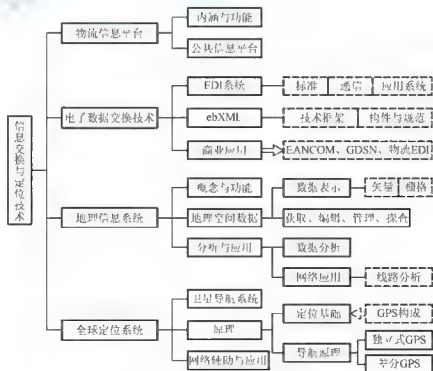 信息交换与定位技术
物流信息平台
内涵与功能
公共信息平台
电子数据交换技术
EDI系统
标准 通信 应用系统
ebXML
技术框架 构件与规范
商业应用
EANCOM、GDSN、物流EDI
地理信息系统
概念与功能
地理空间数据
数据表示
矢量 栅格
获取、编辑、管理、探查
分析与应用
数据分析
网络应用
线路分析
全球定位系统
卫星导航系统
原理
定位基础
GPS构成
导航原理
独立式GPS
差分GPS
网络辅助与应用